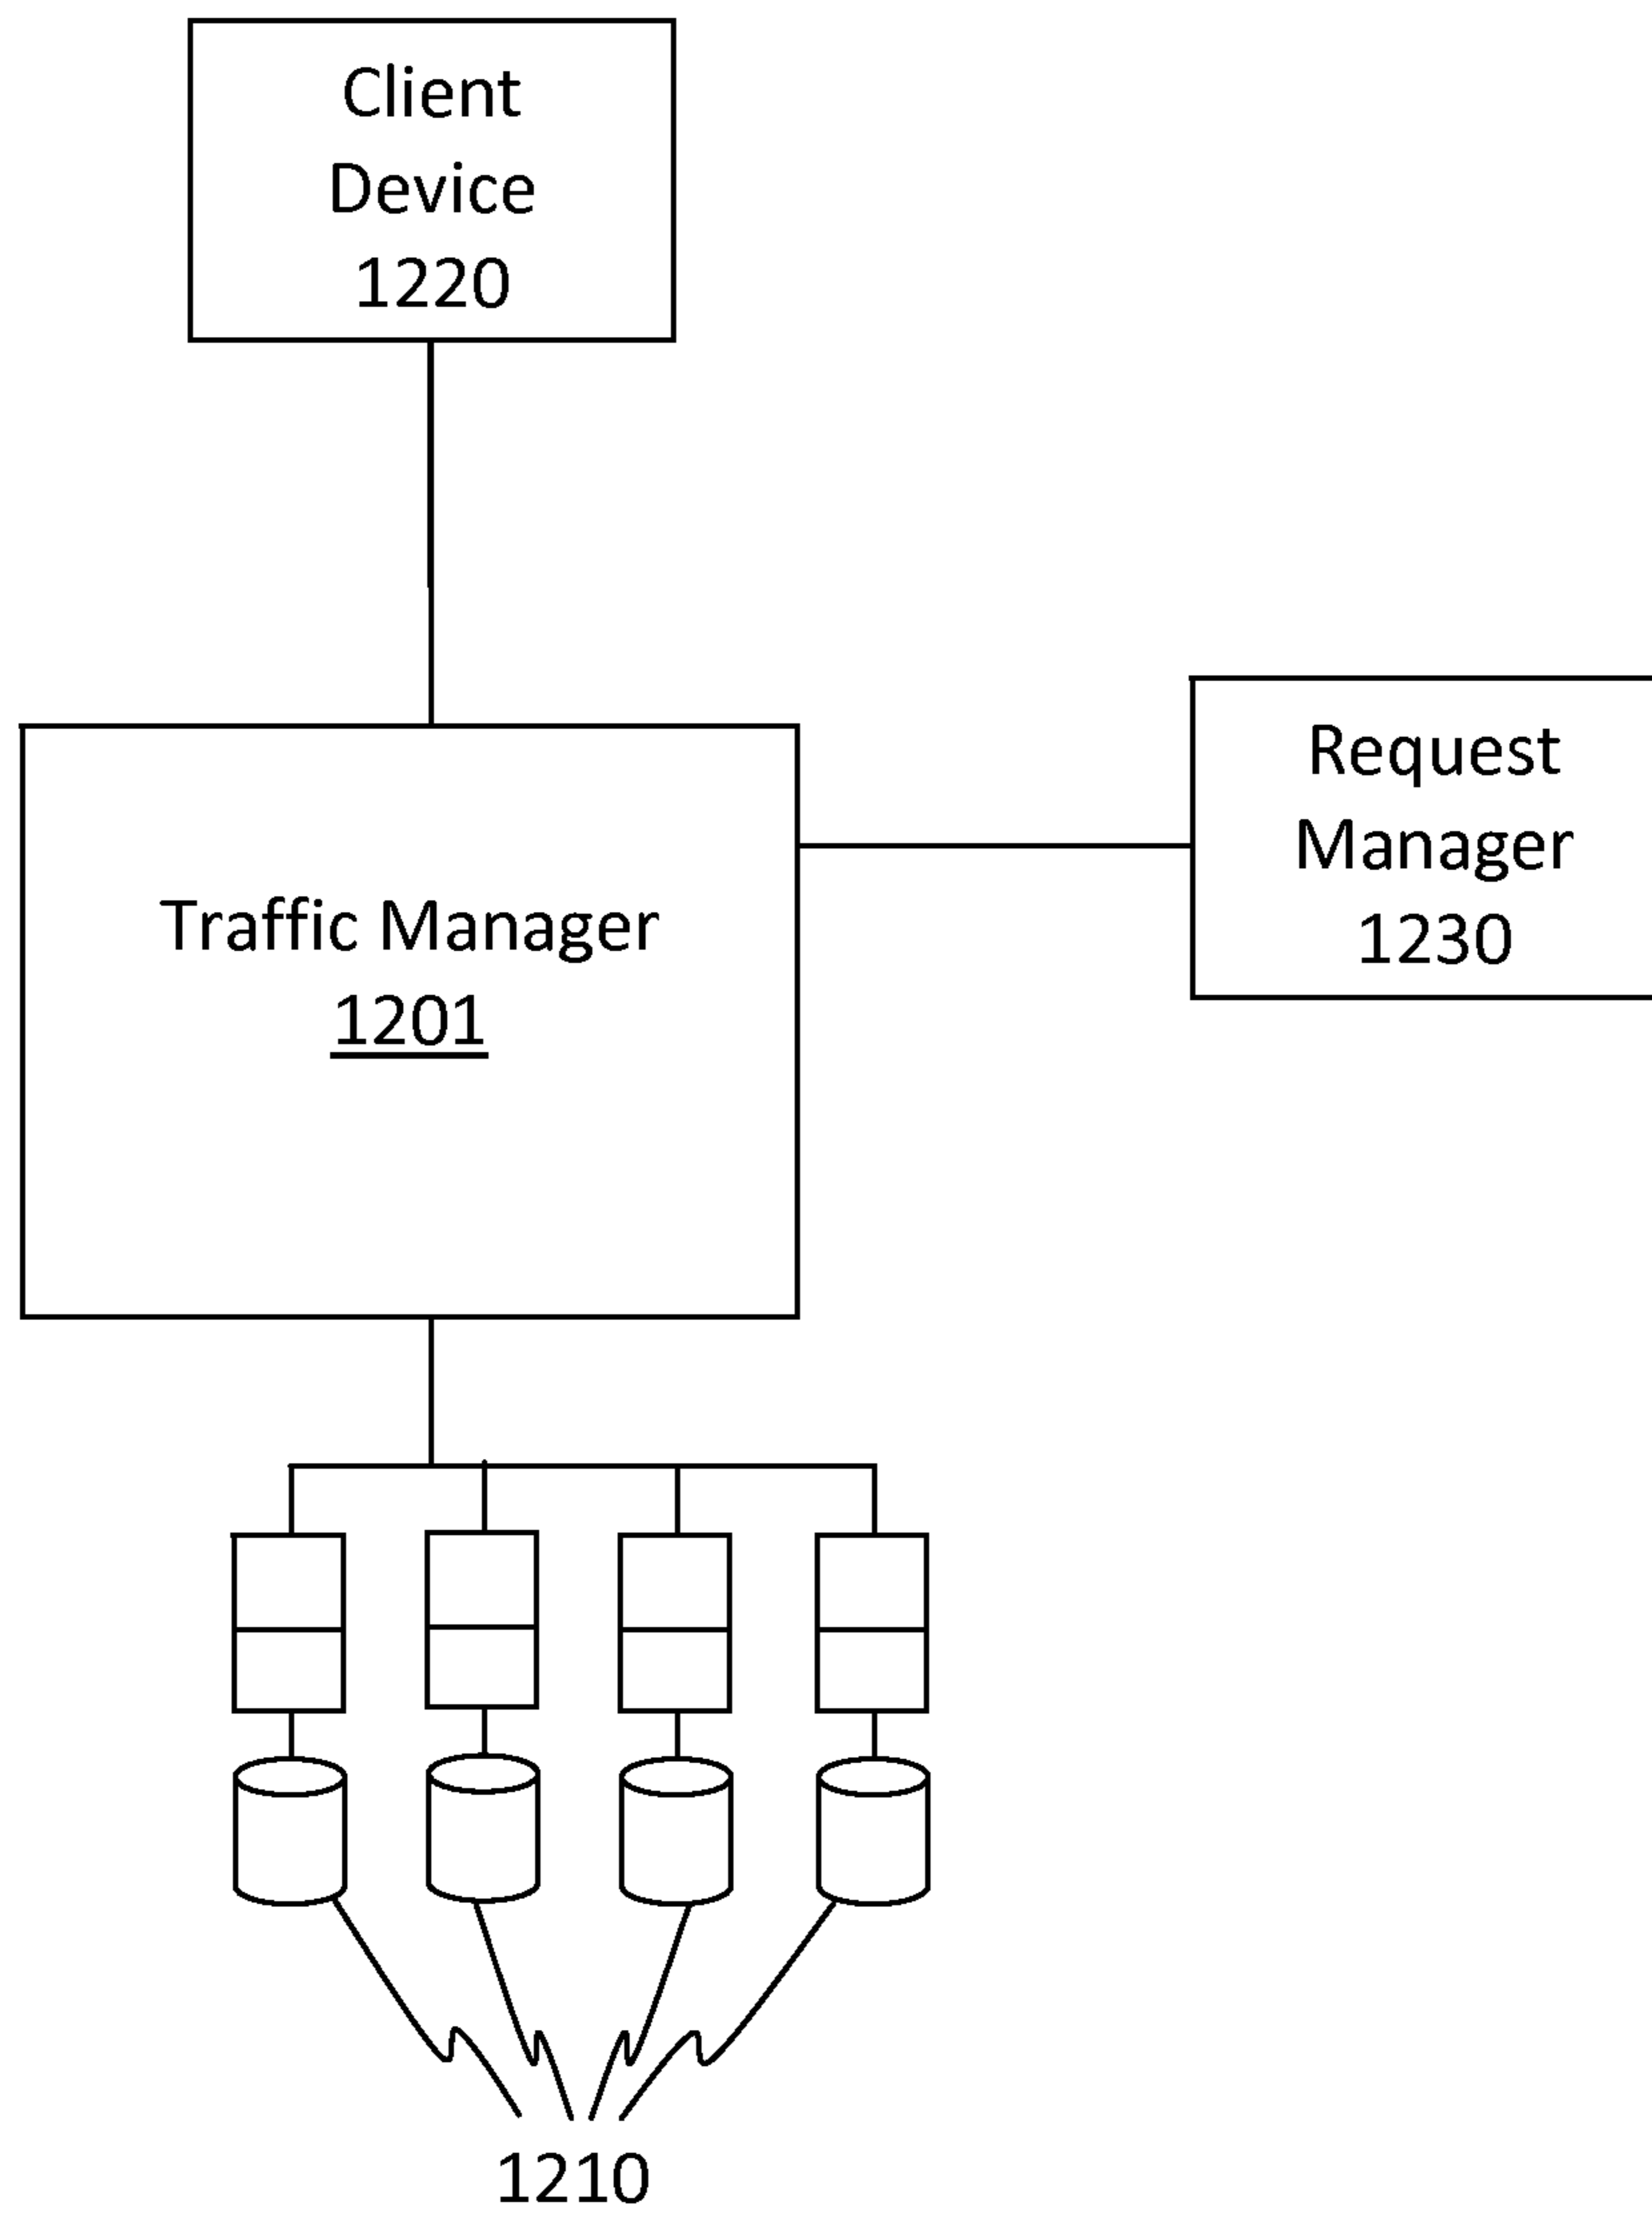 Client
Device
1220
Request
Manager
1230
Traffic Manager
1201
1210